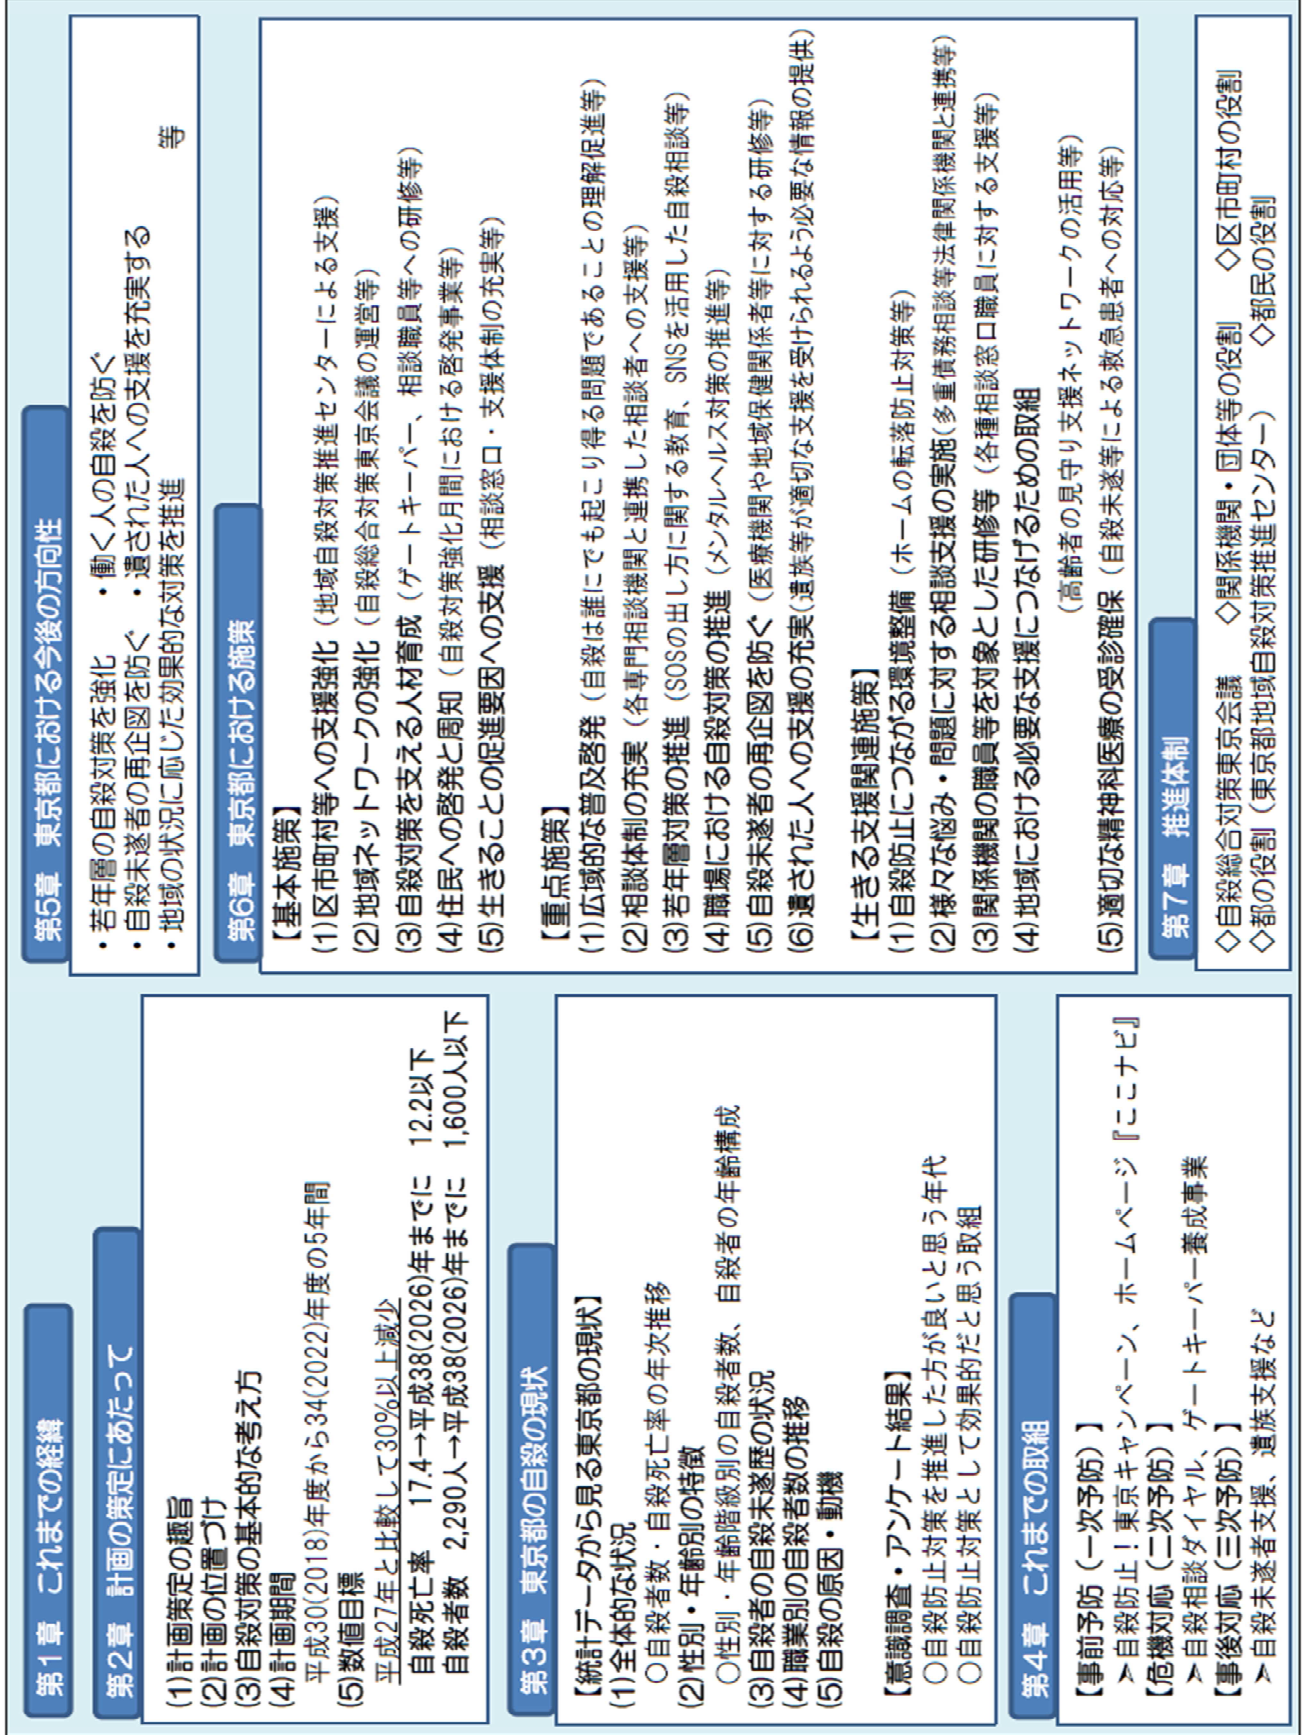 第1章　これまでの経緯
第2章　計画の策定にあたって
(1)計画策定の趣旨
(2)計画の位置づけ
(3)自殺対策の基本的な考え方
(4)計画期間
平成30(2018)年度から34(2022)年度の5年間
(5)数値目標
平成27年と比較して30%以上減少
自殺死亡率　17.4→平成38(2026)年までに　12.2以下
自殺者数　2,290人→平成38(2026)年までに　1,600人以下
第3章　東京都の自殺の現状
【統計データから見る東京都の現状】
(1)全体的な状況
○自殺者数・自殺死亡率の年次推移
(2)性別・年齢別の特徴
○性別・年齢階級別の自殺者数、自殺者の年齢構成
(3)自殺者の自殺未遂歴の状況
(4)職業別の自殺者数の推移
(5)自殺の原因・動機
【意識調査・アンケート結果】
○自殺防止対策を推進した方が良いと思う年代
○自殺防止対策として効果的だと思う取組
第4章　これまでの取組
【事前予防（一次予防）】
➢自殺防止！東京キャンペーン、ホームページ『ここナビ』
【危機対応（二次予防）】
➢自殺相談ダイヤル、ゲートキーパー養成事業
【事後対応（三次予防）】
➢自殺未遂者支援、遺族支援など
第5章　東京都における今後の方向性
・若年層の自殺対策を強化　・働く人の自殺を防ぐ
・自殺未遂者の再企図を防ぐ　・遺された人への支援を充実する
・地域の状況に応じた効果的な対策を推進　等
第6章　東京都における施策
【基本施策】
(1)区市町村等への支援強化（地域自殺対策推進センターによる支援）
(2)地域ネットワークの強化（自殺総合対策東京会議の運営等）
(3)自殺対策を支える人材育成（ゲートキーパー、相談職員等への研修等）
(4)住民への啓発と周知（自殺対策強化月間における啓発事業等）
(5)生きることの促進要因への支援（相談窓口・支援体制の充実等）
【重点施策】
(1)広域的な普及啓発（自殺は誰にでも起こり得る問題であることの理解促進等）
(2)相談体制の充実（各専門相談機関と連携した相談者への支援等）
(3)若年層対策の推進（SOSの出し方に関する教育、SNSを活用した自殺相談等）
(4)職場における自殺対策の推進（メンタルヘルス対策の推進等）
(5)自殺未遂者の再企図を防ぐ（医療機関や地域保健関係者等に対する研修等）
(6)遺された人への支援の充実(遺族等が適切な支援を受けられるよう必要な情報の提供)
【生きる支援関連施策】
(1)自殺防止につながる環境整備（ホームの転落防止対策等）
(2)様々な悩み・問題に対する相談支援の実施(多重債務相談等法律関係機関と連携等)
(3)関係機関の職員等を対象とした研修等（各種相談窓口職員に対する支援等）
(4)地域における必要な支援につなげるための取組
（高齢者の見守り支援ネットワークの活用等）
(5)適切な精神科医療の受診確保（自殺未遂等による救急患者への対応等）
第7章　推進体制
◇自殺総合対策東京会議　◇関係機関・団体等の役割　◇区市町村の役割
◇都の役割（東京都地域自殺対策推進センター）　◇都民の役割